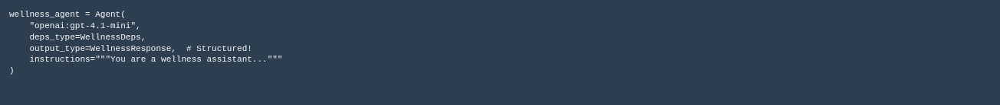 wellness_agent = Agent(
    "openai:gpt-4.1-mini",
    deps_type=WellnessDeps,
    output_type=WellnessResponse,  # Structured!
    instructions="""You are a wellness assistant..."""
)